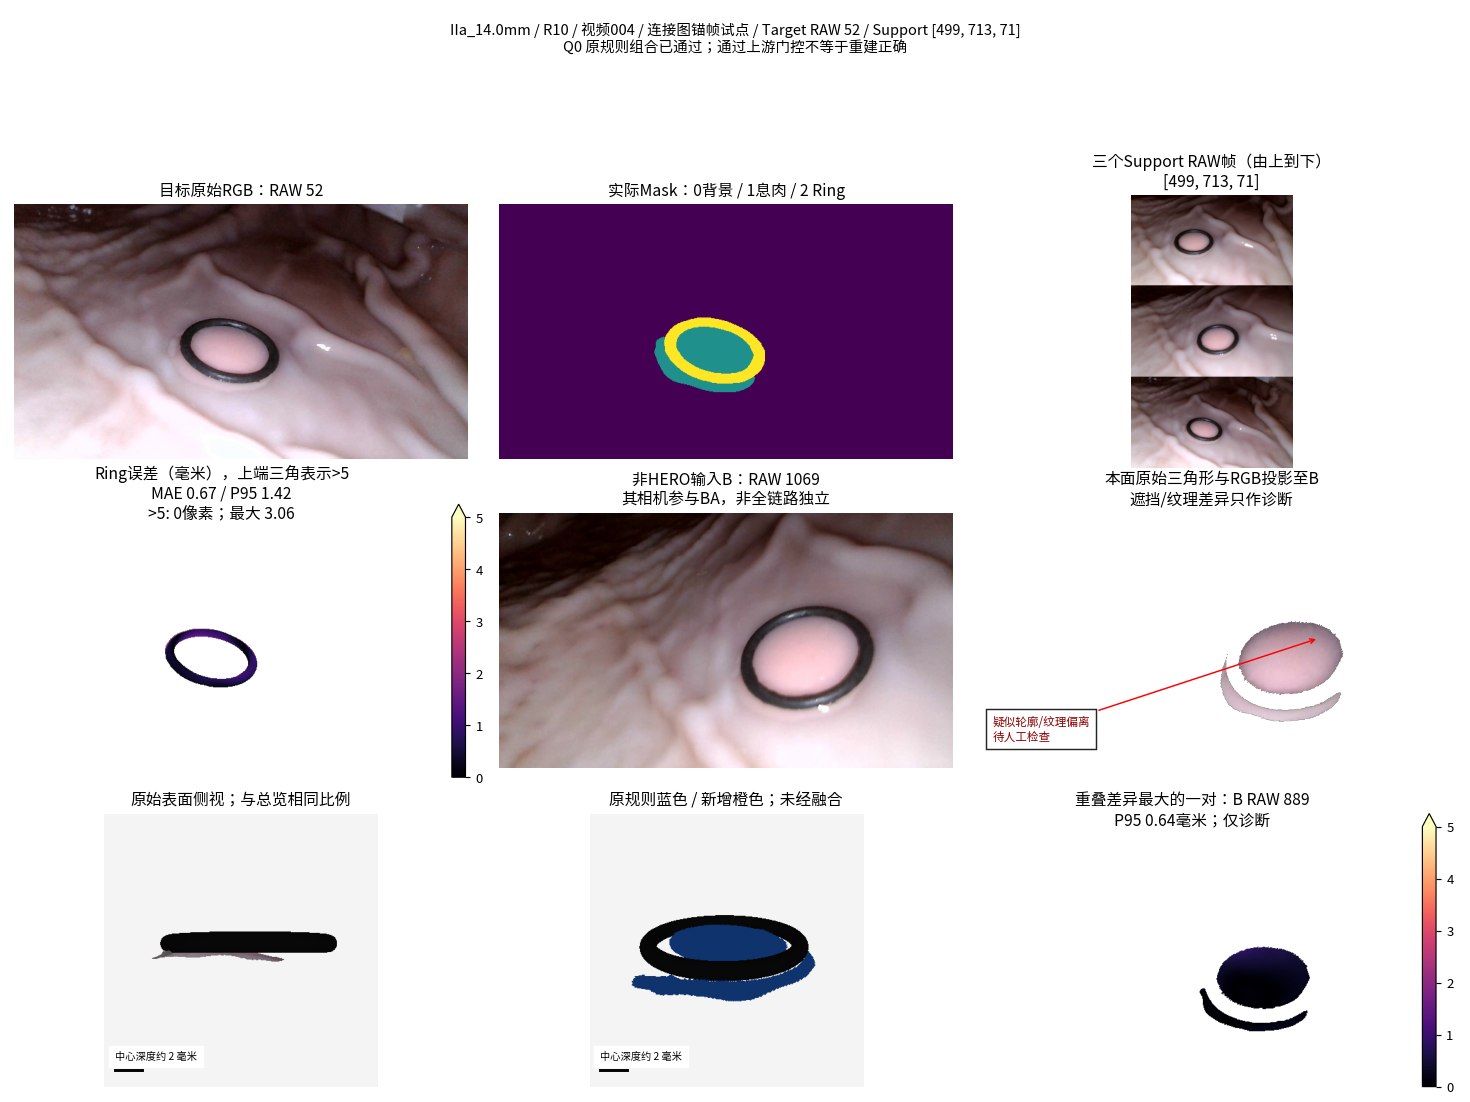 IIa_14.0mm / R10 / 视频004 / 连接图锚帧试点 / Target RAW 52 / Support [499, 713, 71]
Q0 原规则组合已通过；通过上游门控不等于重建正确
目标原始RGB：RAW 52
实际Mask：0背景 / 1息肉 / 2 Ring
三个Support RAW帧（由上到下）
[499, 713, 71]
Ring误差（毫米），上端三角表示>5
MAE 0.67 / P95 1.42
>5: 0像素；最大 3.06
5
4
3
2
1
0
非HERO输入B：RAW 1069
其相机参与BA，非全链路独立
本面原始三角形与RGB投影至B
遮挡/纹理差异只作诊断
疑似轮廓/纹理偏离
待人工检查
原始表面侧视；与总览相同比例
中心深度约 2 毫米
原规则蓝色 / 新增橙色；未经融合
中心深度约 2 毫米
重叠差异最大的一对：B RAW 889
P95 0.64毫米；仅诊断
5
4
3
2
1
0